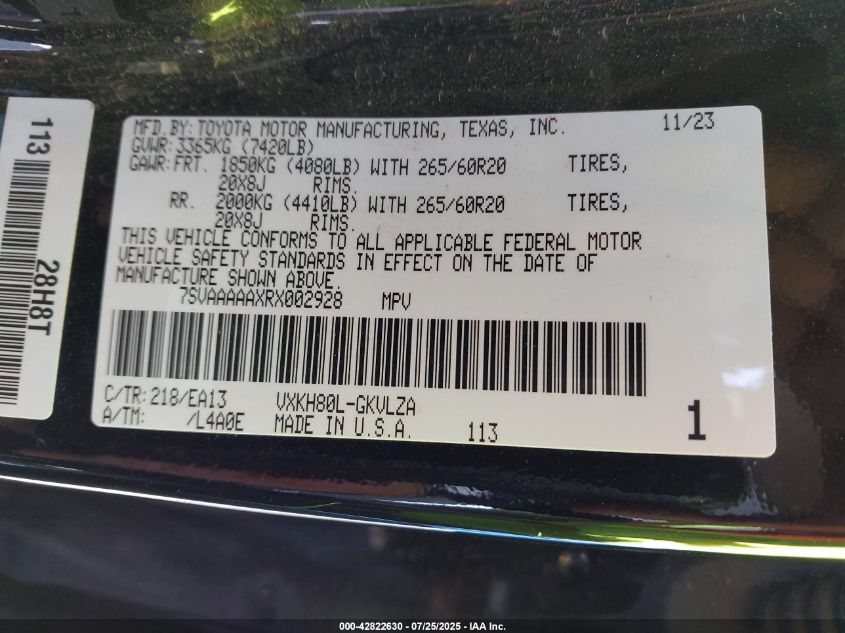 113
28H8T
MFD.BY:TOYOTA MOTOR MANUFACTURING, TEXAS, INC. 11/23
GVWR:3365KG (7420LB)
GAWR:FRT. 1850KG (4080LB) WITH 265/60R20 TIRES,
20X8J RIMS.
RR. 2000KG (4410LB) WITH 265/60R20 TIRES,
20X8J RIMS.
THIS VEHICLE CONFORMS TO ALL APPLICABLE FEDERAL MOTOR
VEHICLE SAFETY STANDARDS IN EFFECT ON THE DATE OF
MANUFACTURE SHOWN ABOVE.
7SVAAAAAXRX002928 MPV
C/TR:218/EA13 VXKH80L-GKVLZA
A/TM: /L4A0E MADE IN U.S.A. 113 1
000-42822630 - 07/25/2025 - IAA Inc.